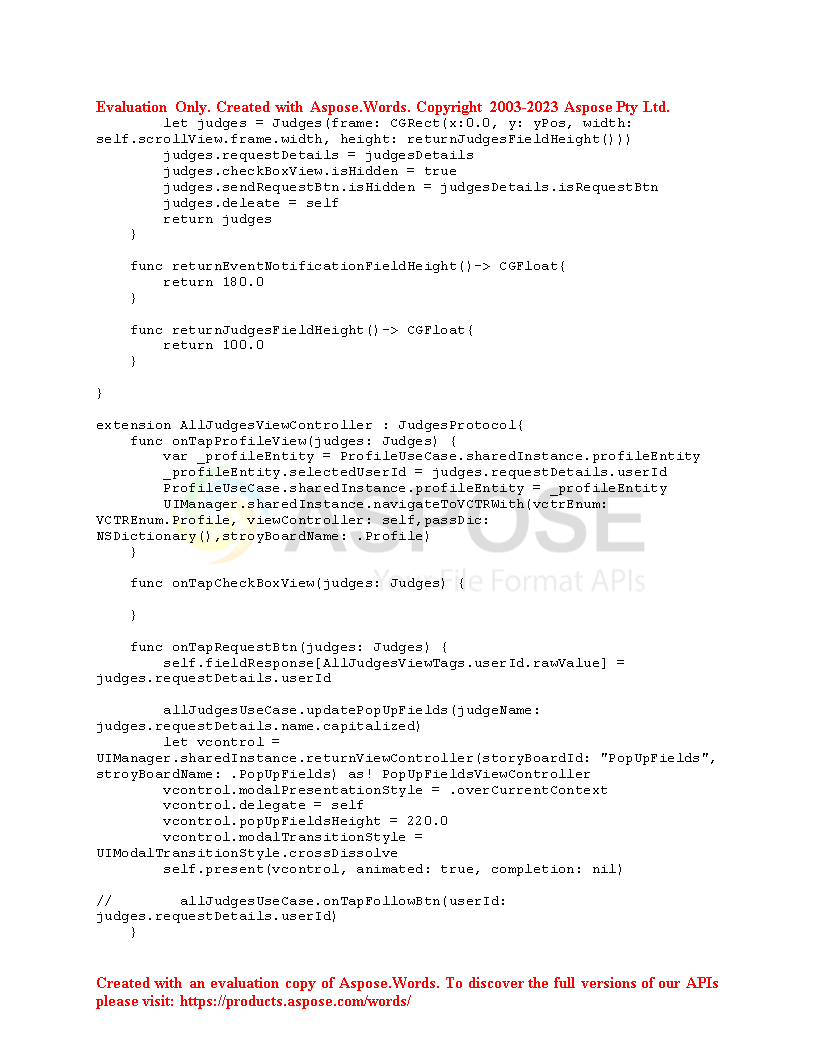 Evaluation Only. Created with Aspose.Words. Copyright 2003-2023 Aspose Pty Ltd.
        let judges = Judges(frame: CGRect(x:0.0, y: yPos, width:
self.scrollView.frame.width, height: returnJudgesFieldHeight()))
        judges.requestDetails = judgesDetails
        judges.checkBoxView.isHidden = true
        judges.sendRequestBtn.isHidden = judgesDetails.isRequestBtn
        judges.deleate = self
        return judges
    }

    func returnEventNotificationFieldHeight()-> CGFloat{
        return 180.0
    }

    func returnJudgesFieldHeight()-> CGFloat{
        return 100.0
    }

}

extension AllJudgesViewController : JudgesProtocol{
    func onTapProfileView(judges: Judges) {
        var _profileEntity = ProfileUseCase.sharedInstance.profileEntity
        _profileEntity.selectedUserId = judges.requestDetails.userId
        ProfileUseCase.sharedInstance.profileEntity = _profileEntity
        UIManager.sharedInstance.navigateToVCTRWith(vctrEnum:
VCTREnum.Profile, viewController: self,passDic:
NSDictionary(),stroyBoardName: .Profile)
    }
ASPOSE
Your File Format APIs

    func onTapCheckBoxView(judges: Judges) {

    }

    func onTapRequestBtn(judges: Judges) {
        self.fieldResponse[AllJudgesViewTags.userId.rawValue] =
judges.requestDetails.userId

        allJudgesUseCase.updatePopUpFields(judgeName:
judges.requestDetails.name.capitalized)
        let vcontrol =
UIManager.sharedInstance.returnViewController(storyBoardId: "PopUpFields",
stroyBoardName: .PopUpFields) as! PopUpFieldsViewController
        vcontrol.modalPresentationStyle = .overCurrentContext
        vcontrol.delegate = self
        vcontrol.popUpFieldsHeight = 220.0
        vcontrol.modalTransitionStyle =
UIModalTransitionStyle.crossDissolve
        self.present(vcontrol, animated: true, completion: nil)

//        allJudgesUseCase.onTapFollowBtn(userId:
judges.requestDetails.userId)
    }
Created with an evaluation copy of Aspose.Words. To discover the full versions of our APIs
please visit: https://products.aspose.com/words/